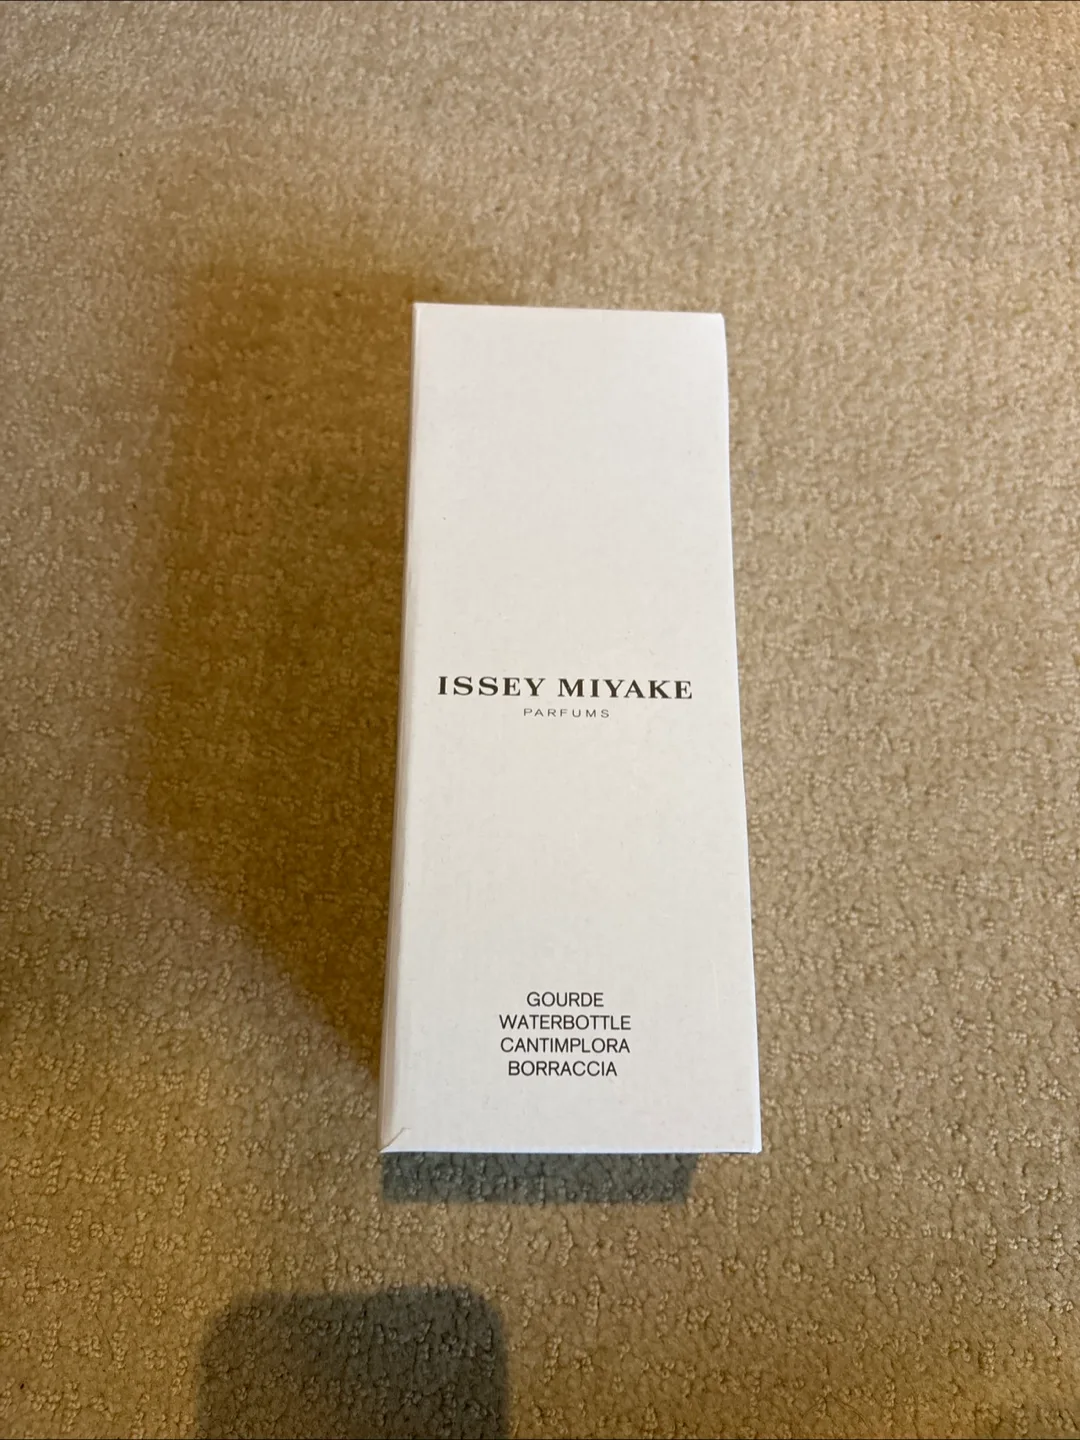 ISSEY MIYAKE
PARFUMS
GOURDE
WATERBOTTLE
CANTIMPLORA
BORRACCIA